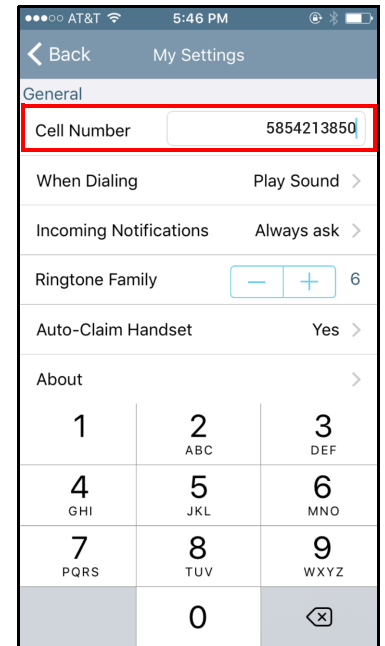 AT&T 5:46 PM
Back My Settings
General
Cell Number 5854213850
When Dialing Play Sound
Incoming Notifications Always ask
Ringtone Family − + 6
Auto-Claim Handset Yes
About
1 2 3
ABC DEF
4 5 6
GHI JKL MNO
7 8 9
PQRS TUV WXYZ
0